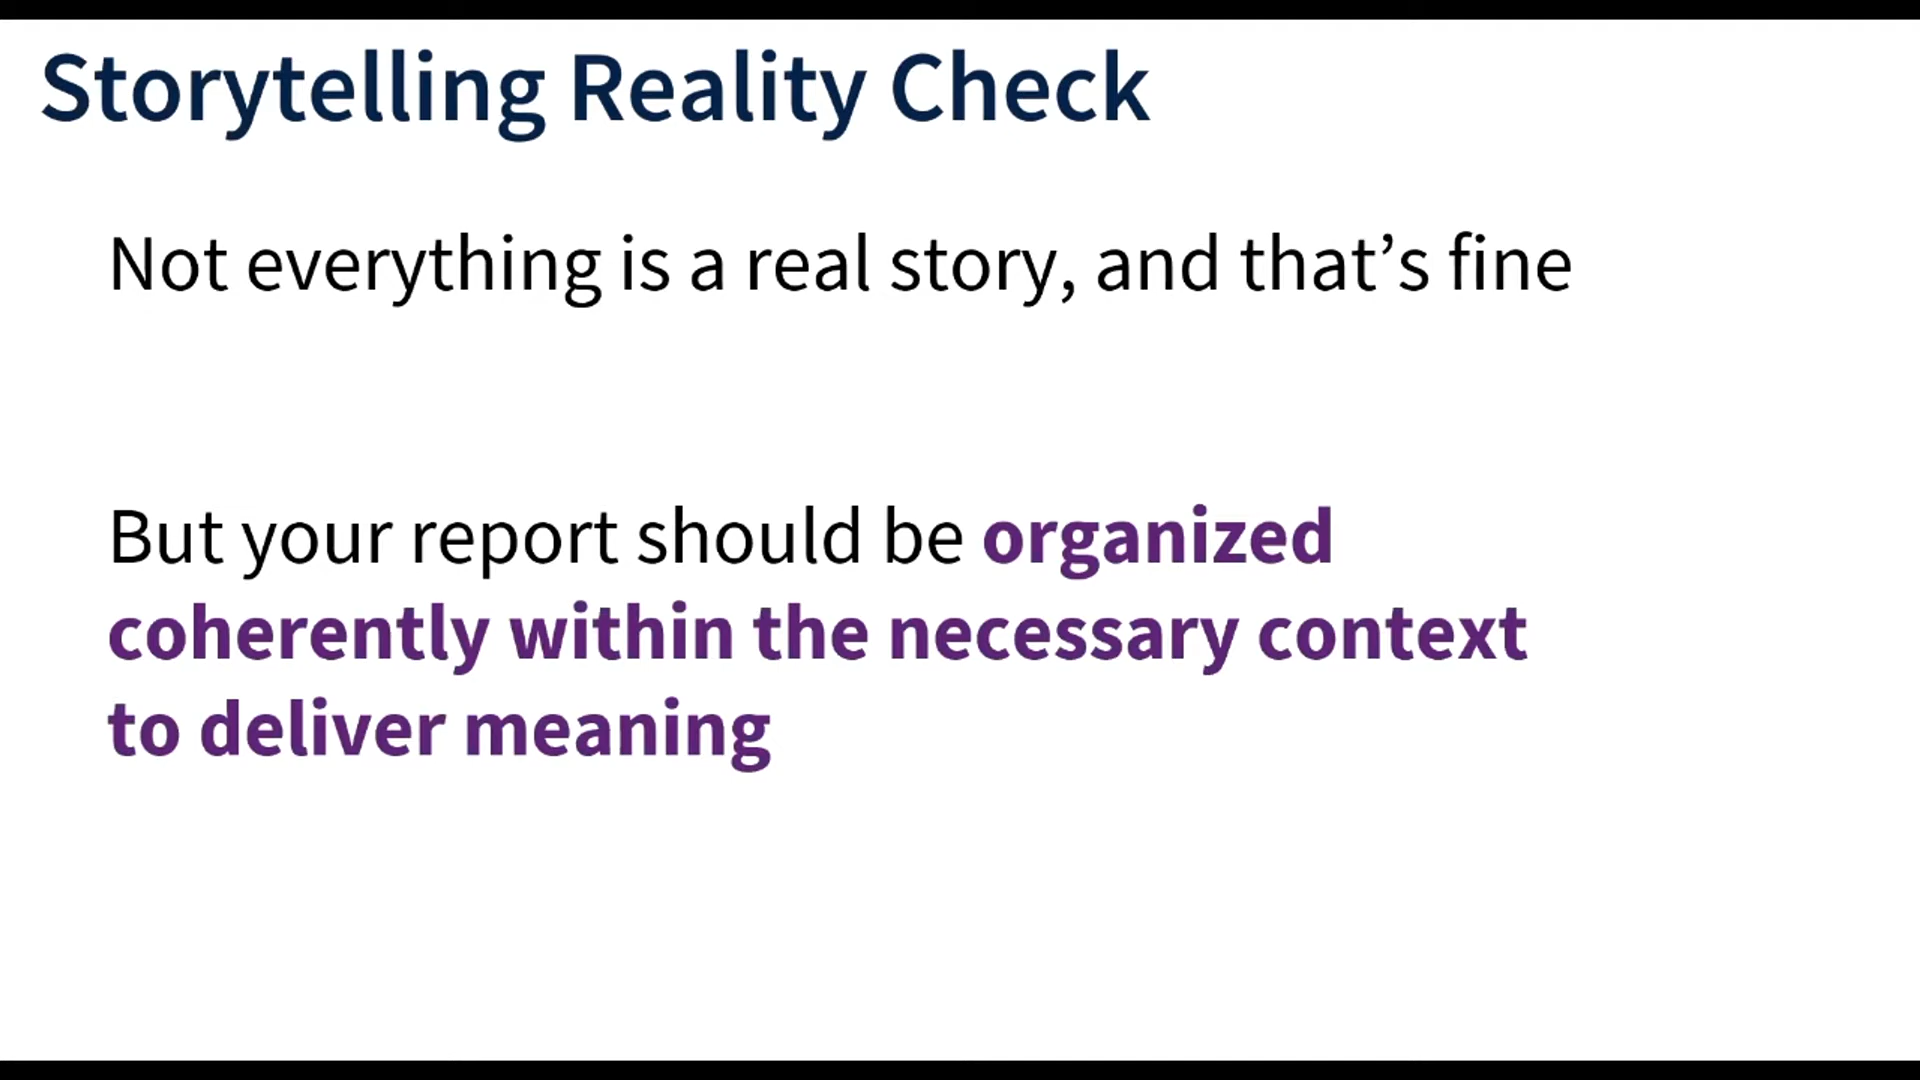 Storytelling Reality Check
Not everything is a real story, and that’s fine
But your report should be organized
coherently within the necessary context
to deliver meaning